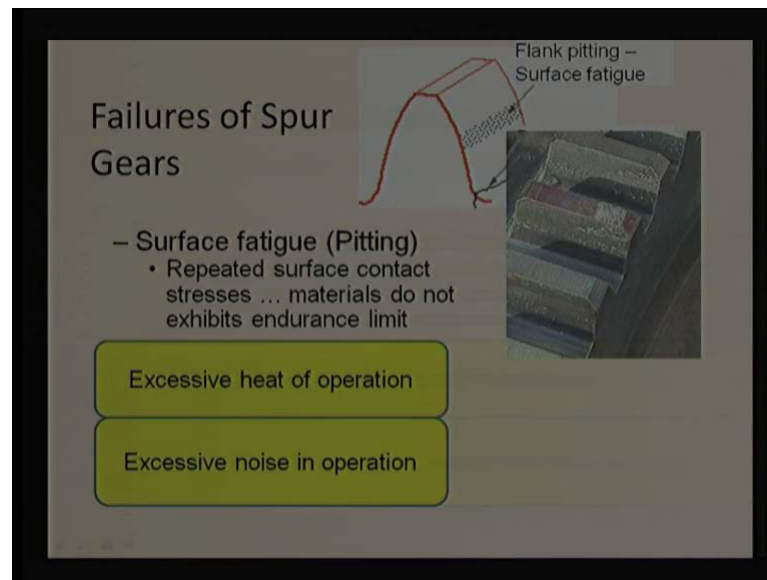 Flank pitting –
Surface fatigue
Failures of Spur
Gears
– Surface fatigue (Pitting)
• Repeated surface contact
stresses ... materials do not
exhibits endurance limit
Excessive heat of operation
Excessive noise in operation